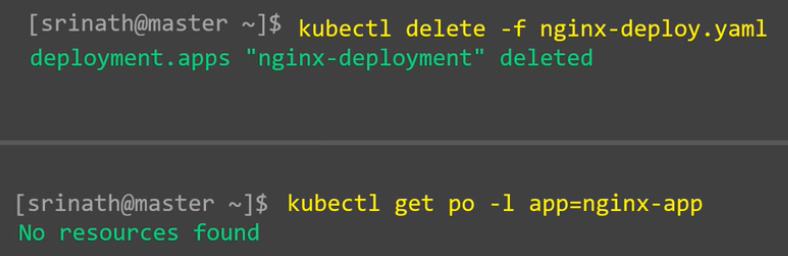 [srinath@master ~]$ kubectl delete -f nginx-deploy.yaml
deployment.apps "nginx-deployment" deleted
[srinath@master ~]$ kubectl get po -l app=nginx-app
No resources found